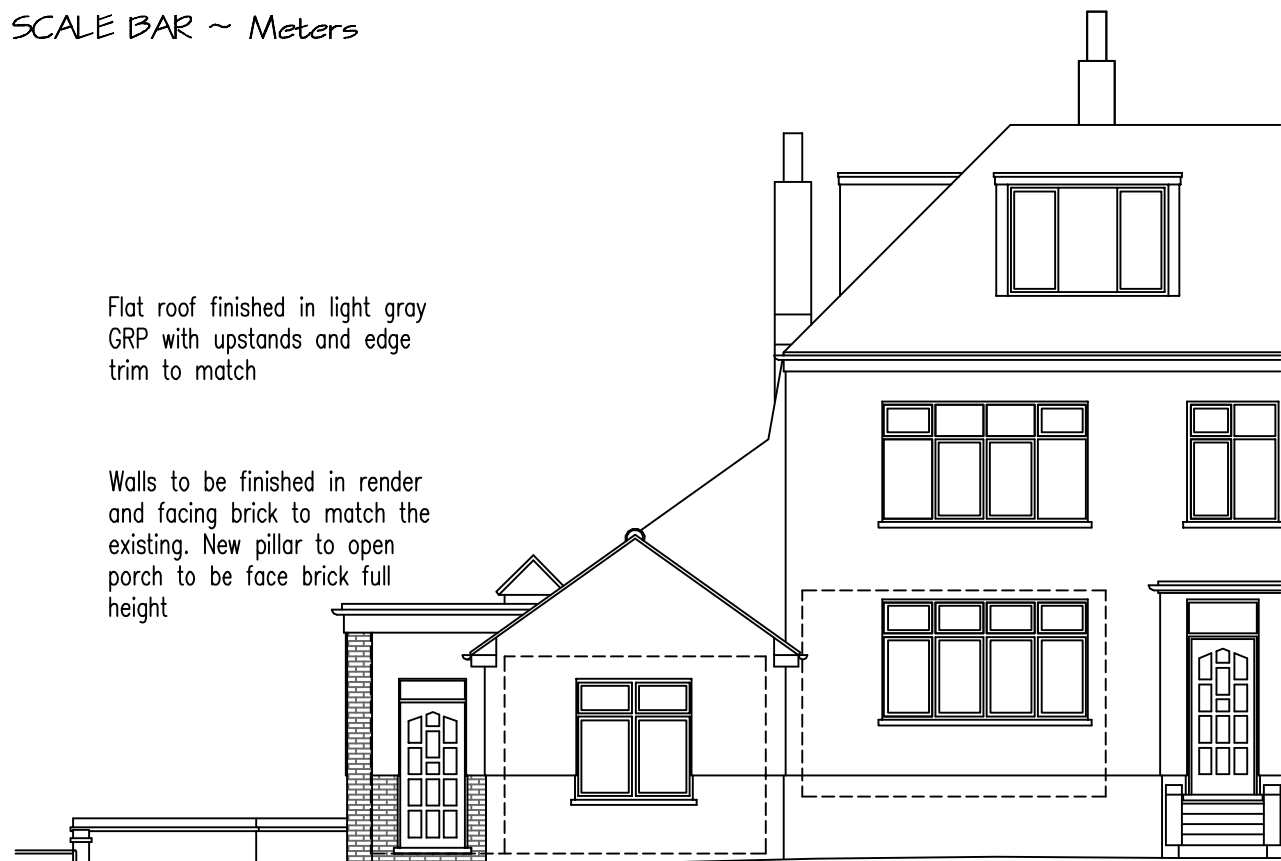 SCALE BAR ~ Meters
Flat roof finished in light gray
GRP with upstands and edge
trim to match
Walls to be finished in render
and facing brick to match the
existing. New pillar to open
porch to be face brick full
height